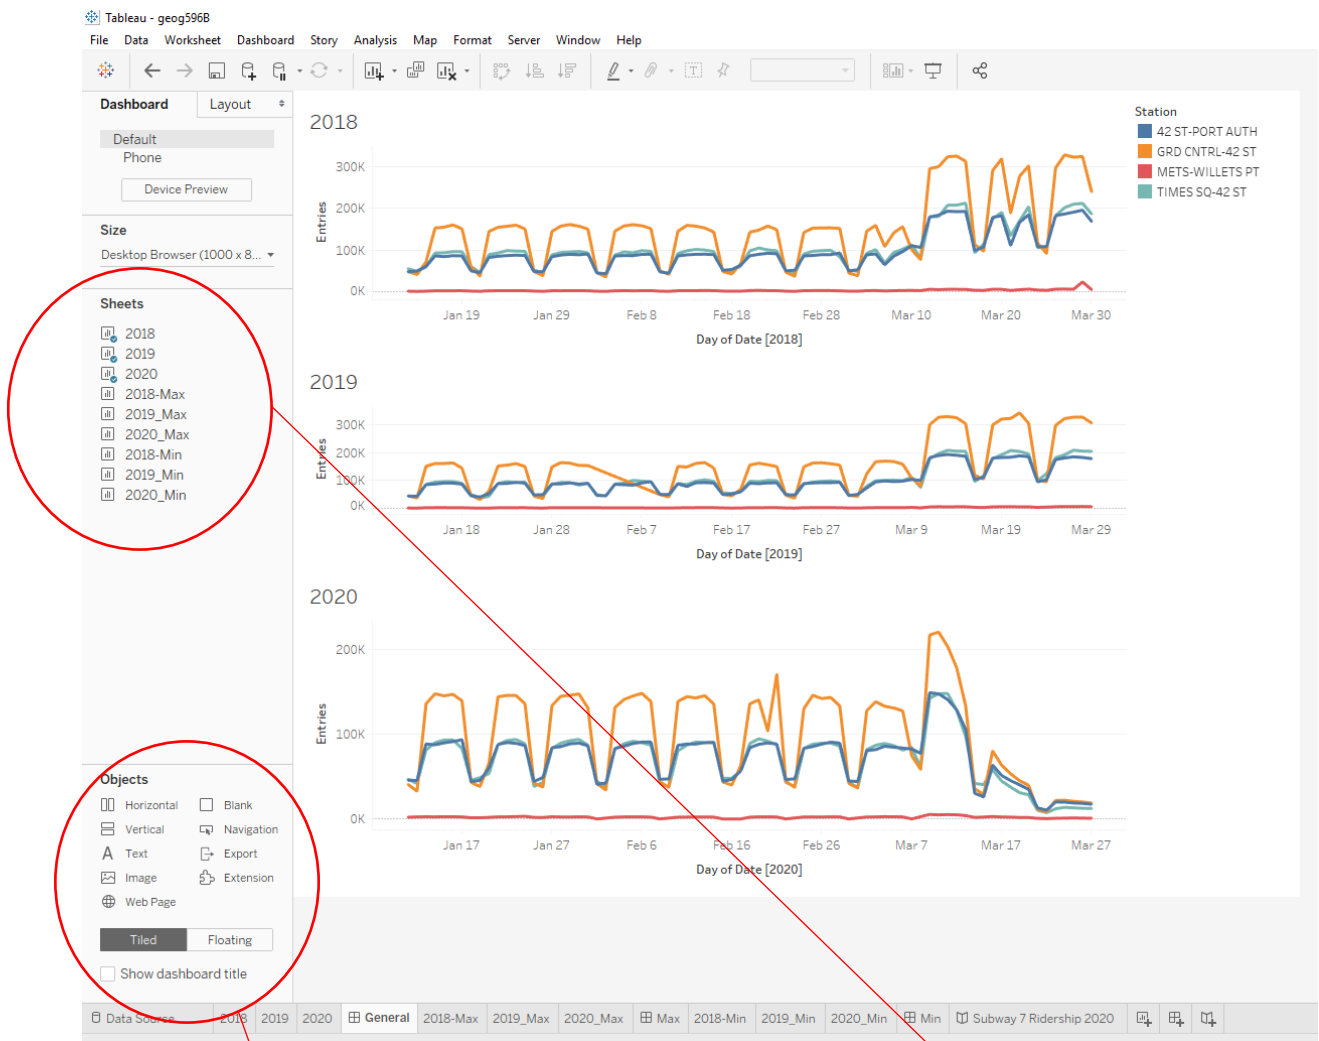 Tableau - geog596B
File Data Worksheet Dashboard Story Analysis Map Format Server Window Help
Dashboard Layout
Default
Phone
Device Preview
Size
Desktop Browser (1000 x 8...
Sheets
2018
2019
2020
2018-Max
2019_Max
2020_Max
2018-Min
2019_Min
2020_Min
Objects
Horizontal Blank
Vertical Navigation
A Text Export
Image Extension
Web Page
Tiled Floating
Show dashboard title
2018
300K
200K
100K
0K
Entries
Jan 19 Jan 29 Feb 8 Feb 18 Feb 28 Mar 10 Mar 20 Mar 30
Day of Date [2018]
2019
300K
200K
100K
0K
Entries
Jan 18 Jan 28 Feb 7 Feb 17 Feb 27 Mar 9 Mar 19 Mar 29
Day of Date [2019]
2020
200K
100K
0K
Entries
Jan 17 Jan 27 Feb 6 Feb 16 Feb 26 Mar 7 Mar 17 Mar 27
Day of Date [2020]
Station
42 ST-PORT AUTH
GRD CNTRL-42 ST
METS-WILLETS PT
TIMES SQ-42 ST
Data Source 2018 2019 2020 General 2018-Max 2019_Max 2020_Max Max 2018-Min 2019_Min 2020_Min Min Subway 7 Ridership 2020